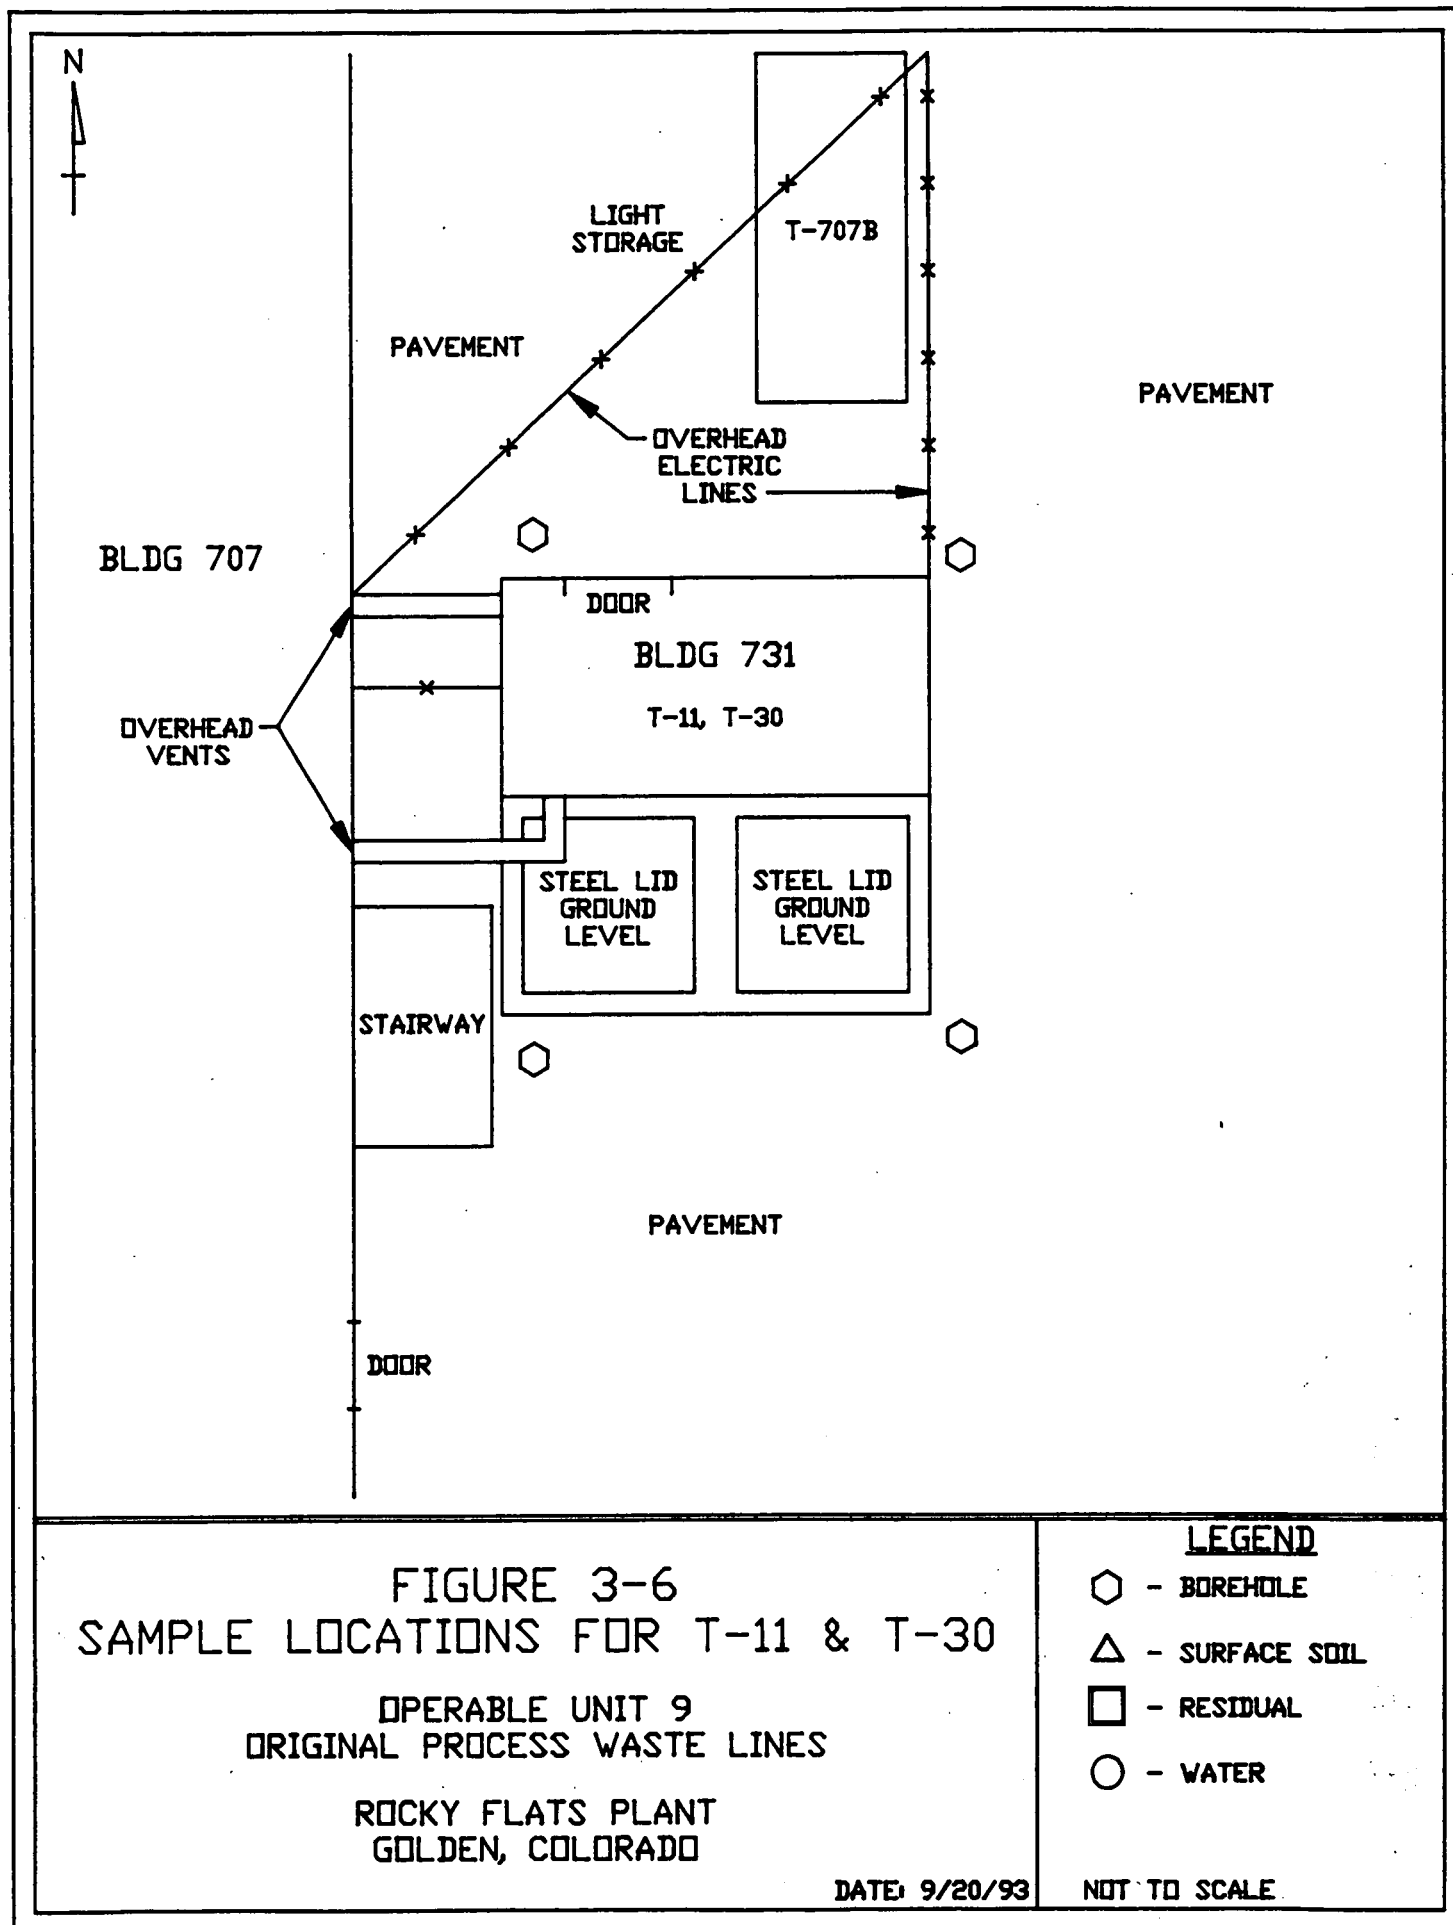 N
LIGHT
STORAGE
T-707B
PAVEMENT
PAVEMENT
OVERHEAD
ELECTRIC
LINES
BLDG 707
DOOR
BLDG 731
T-11, T-30
OVERHEAD
VENTS
STEEL LID
GROUND
LEVEL
STEEL LID
GROUND
LEVEL
STAIRWAY
PAVEMENT
DOOR
FIGURE 3-6
SAMPLE LOCATIONS FOR T-11 & T-30
OPERABLE UNIT 9
ORIGINAL PROCESS WASTE LINES
ROCKY FLATS PLANT
GOLDEN, COLORADO
DATE: 9/20/93
LEGEND
- BOREHOLE
- SURFACE SOIL
- RESIDUAL
- WATER
NOT TO SCALE